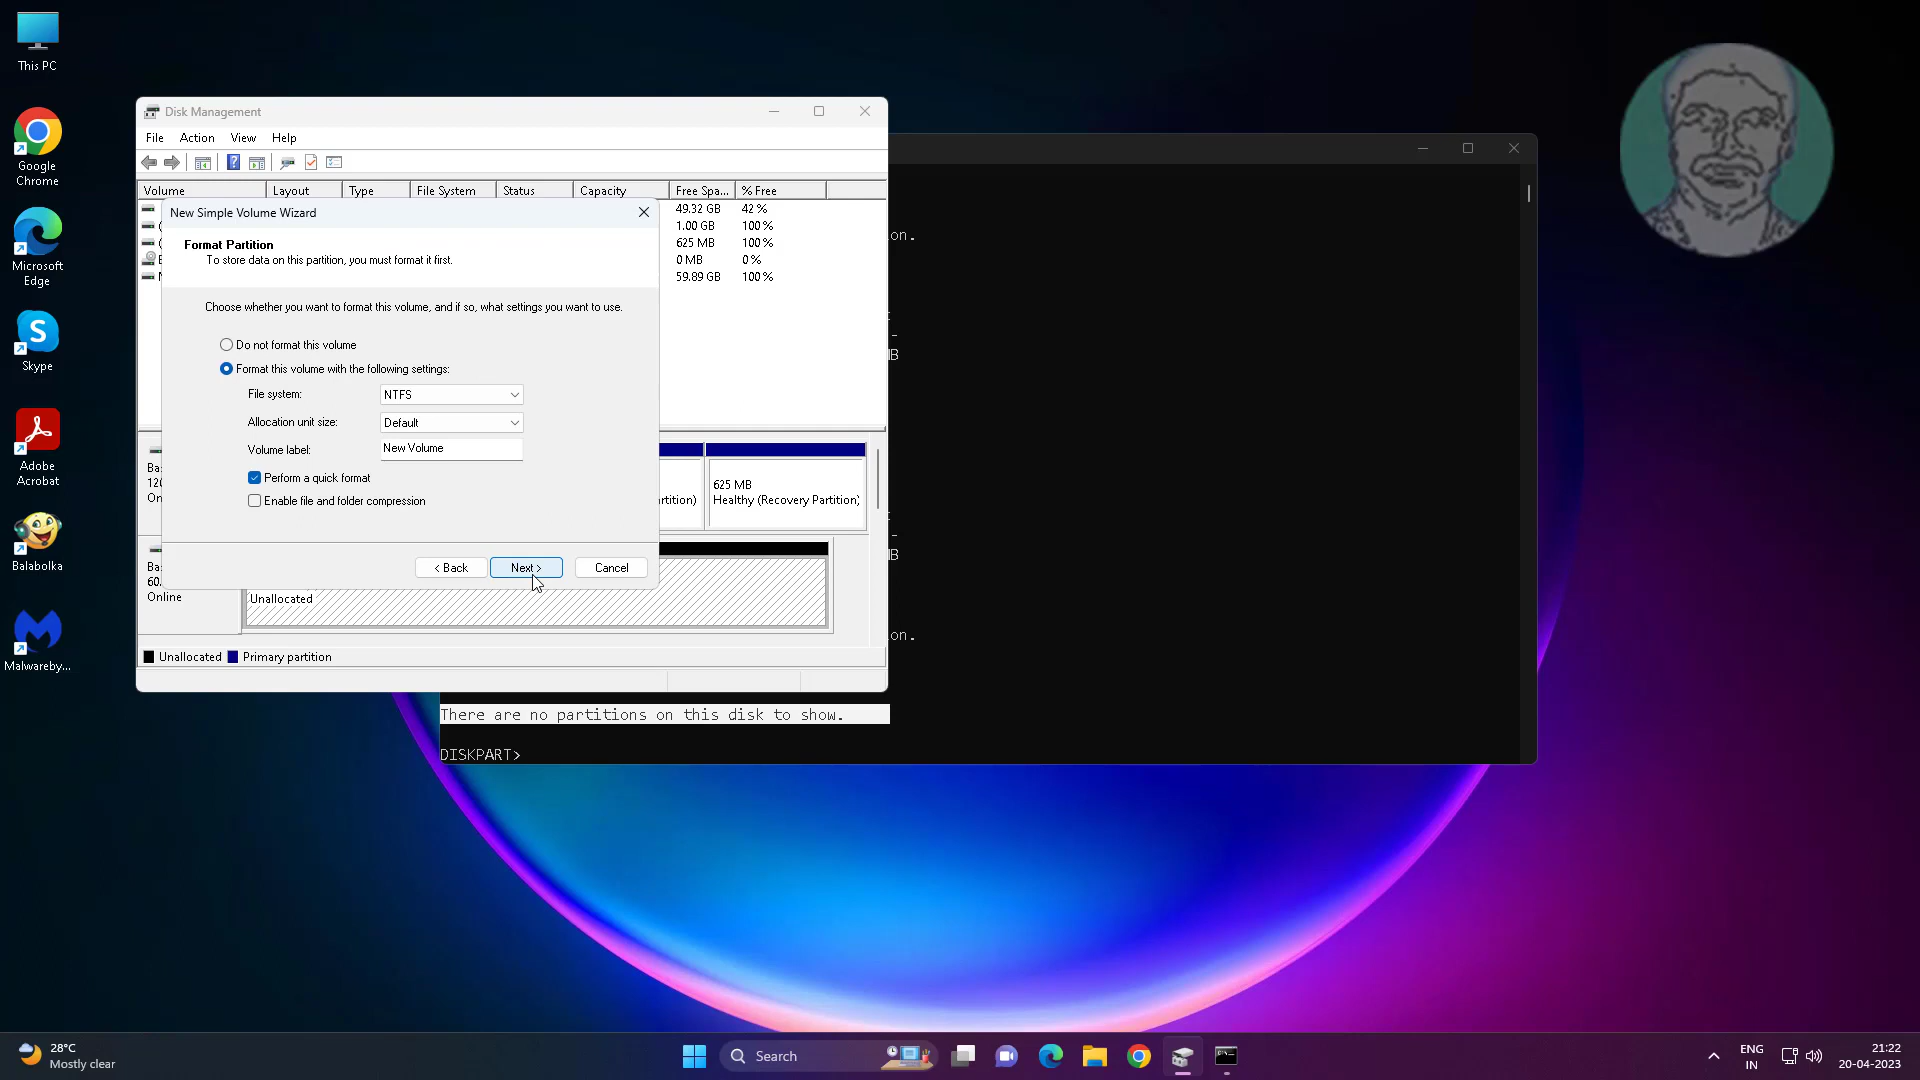 This PC
Google
Chrome
Microsoft
Edge
Skype
Adobe
Acrobat
Balabolka
Malwareby...
Disk Management
File Action View Help
Volume Layout Type File System Status Capacity Free Spa... % Free
49.32 GB 42 %
1.00 GB 100 %
625 MB 100 %
0 MB 0 %
59.89 GB 100 %
New Simple Volume Wizard
Format Partition
To store data on this partition, you must format it first.
Choose whether you want to format this volume, and if so, what settings you want to use.
Do not format this volume
Format this volume with the following settings:
File system: NTFS
Allocation unit size: Default
Volume label: New Volume
Perform a quick format
Enable file and folder compression
< Back Next > Cancel
625 MB
Healthy (Recovery Partition)
Online
Unallocated
Unallocated Primary partition
on.
on.
There are no partitions on this disk to show.
DISKPART>
28°C
Mostly clear
Search
ENG
IN
21:22
20-04-2023